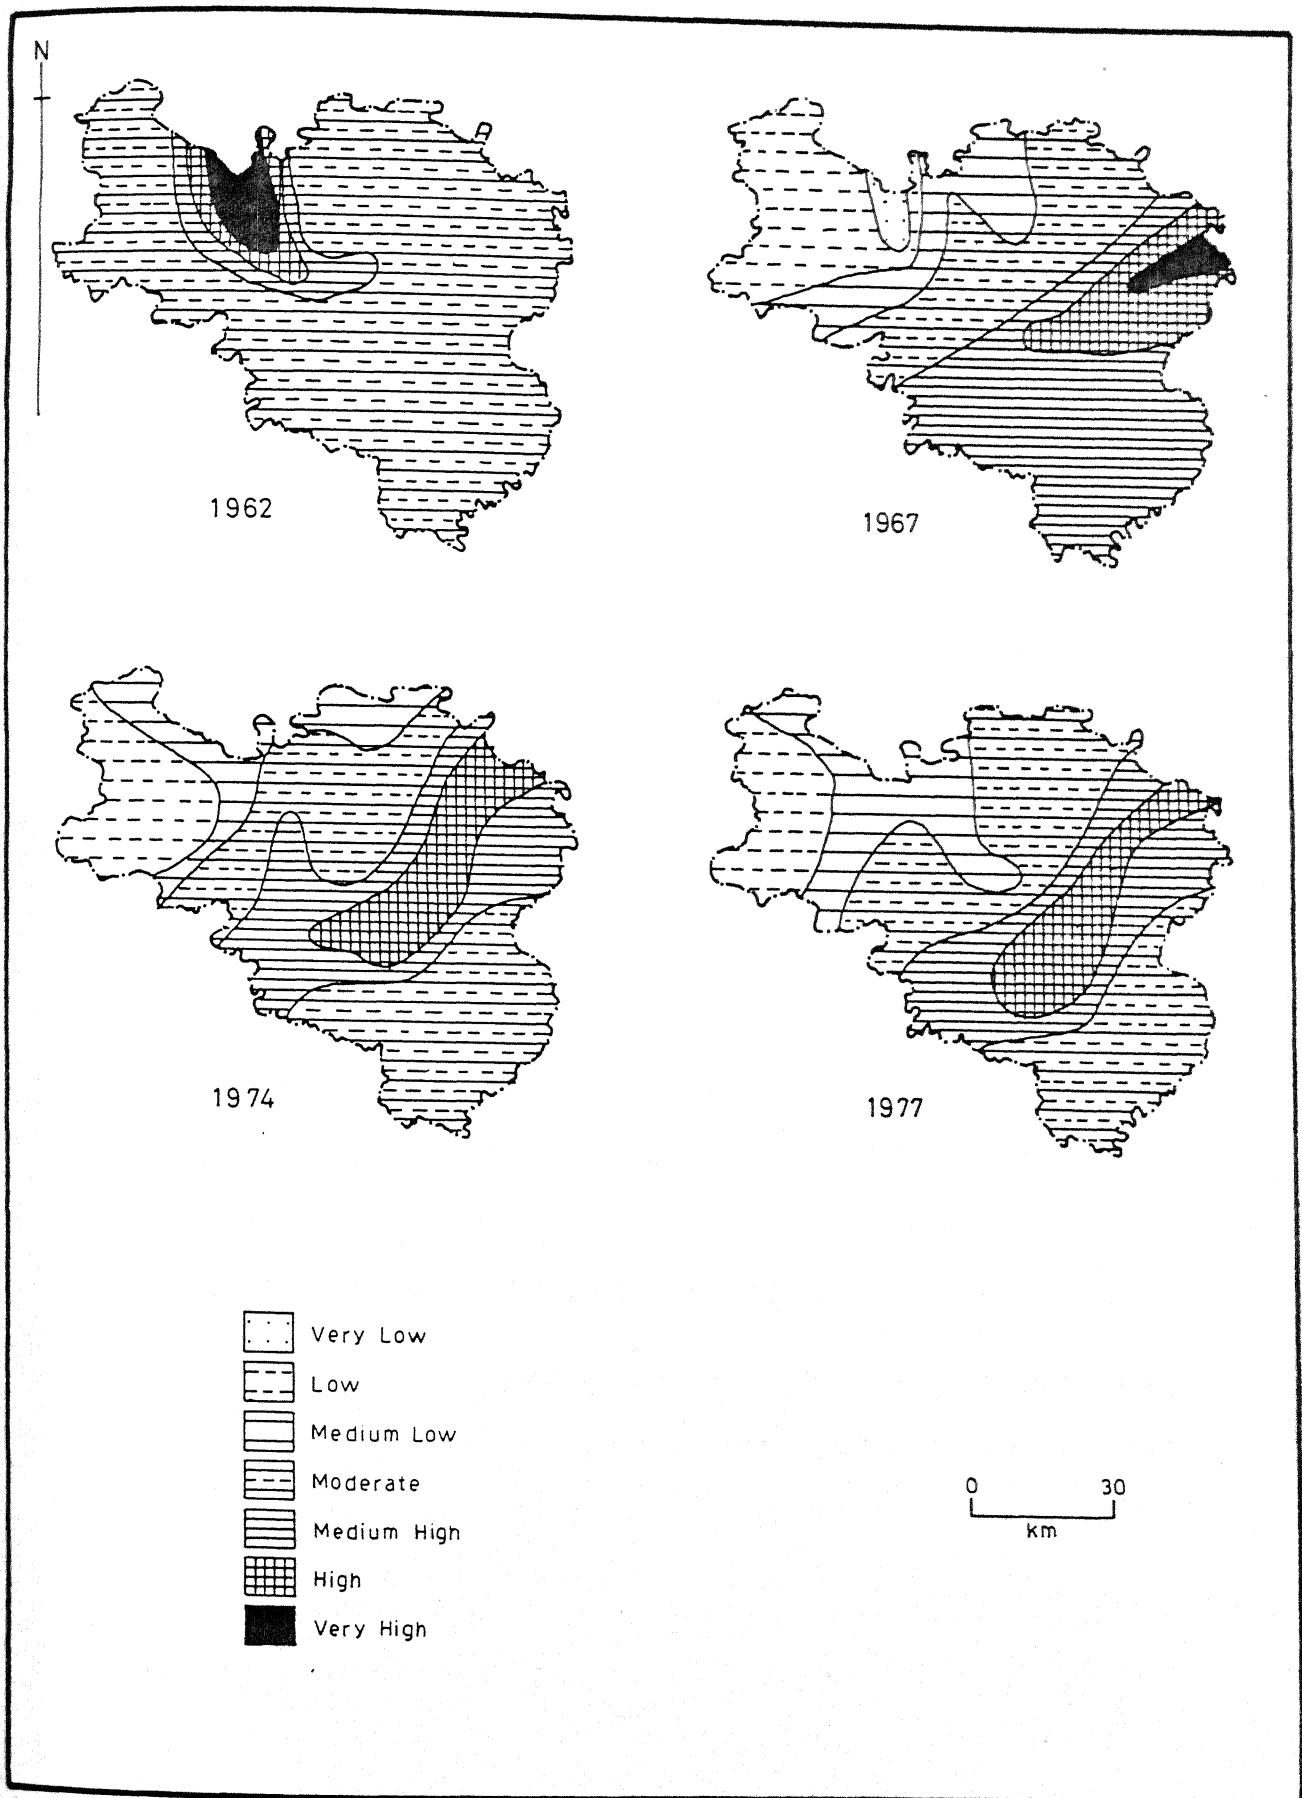 N
1962
1967
1974
1977
Very Low
Low
Medium Low
Moderate
Medium High
High
Very High
0 30
km